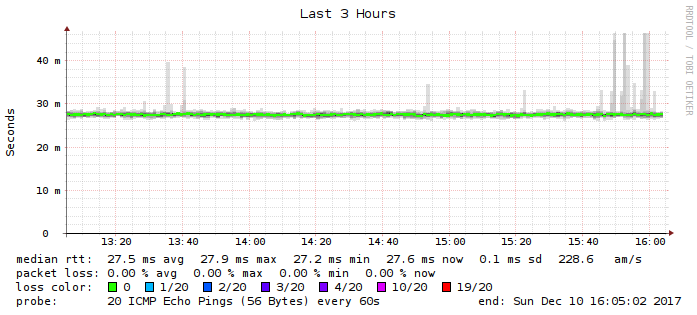 Last 3 Hours
RRDTOOL / TOBI OETIKER
Seconds
40 m
30 m
20 m
10 m
0
13:20 13:40 14:00 14:20 14:40 15:00 15:20 15:40 16:00
median rtt: 27.5 ms avg 27.9 ms max 27.2 ms min 27.6 ms now 0.1 ms sd 228.6 am/s
packet loss: 0.00 % avg 0.00 % max 0.00 % min 0.00 % now
loss color: 0 1/20 2/20 3/20 4/20 10/20 19/20
probe: 20 ICMP Echo Pings (56 Bytes) every 60s end: Sun Dec 10 16:05:02 2017